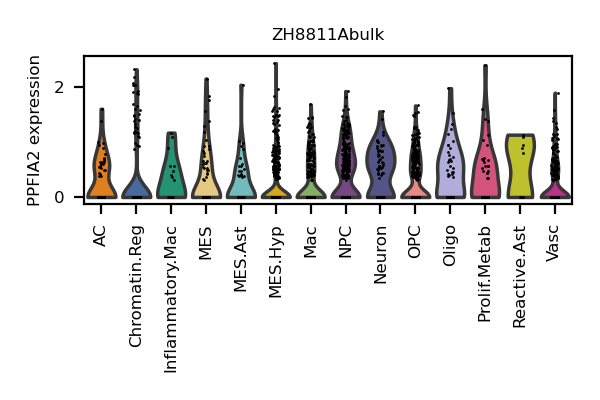 ZH8811Abulk
PPFIA2 expression
2
0
AC
Chromatin.Reg
Inflammatory.Mac
MES
MES.Ast
MES.Hyp
Mac
NPC
Neuron
OPC
Oligo
Prolif.Metab
Reactive.Ast
Vasc